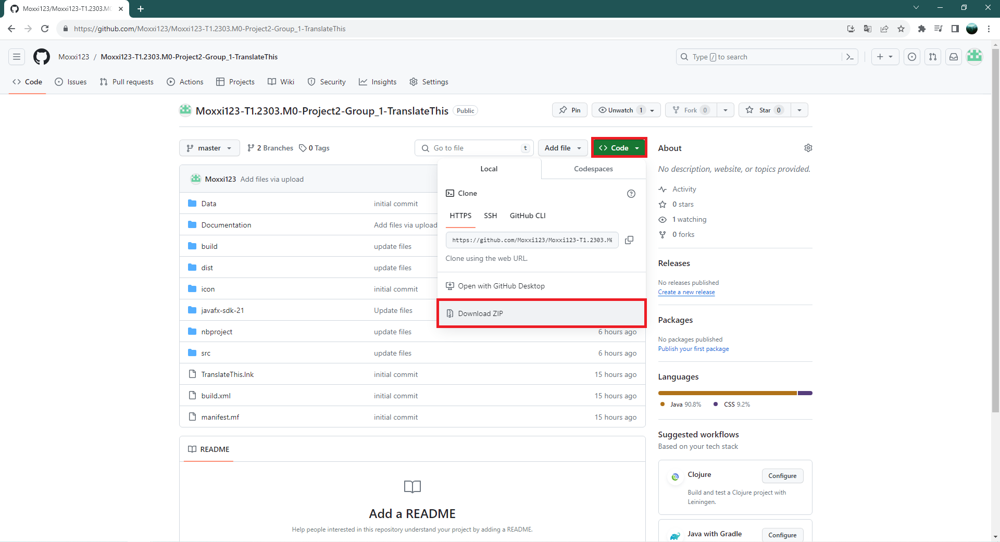 Moxxi123/Moxxi123-T1.2303.M0
https://github.com/Moxxi123/Moxxi123-T1.2303.M0-Project2-Group_1-TranslateThis
Moxxi123 / Moxxi123-T1.2303.M0-Project2-Group_1-TranslateThis
Type / to search
Code Issues Pull requests Actions Projects Wiki Security Insights Settings
Moxxi123-T1.2303.M0-Project2-Group_1-TranslateThis Public
Pin Unwatch 1 Fork 0 Star 0
master 2 Branches 0 Tags
Go to file t Add file Code
Local Codespaces
Clone
HTTPS SSH GitHub CLI
https://github.com/Moxxi123/Moxxi123-T1.2303.M
Clone using the web URL.
Open with GitHub Desktop
Download ZIP
Moxxi123 Add files via upload
Data initial commit
Documentation Add files via upload
build update files
dist update files
icon initial commit
javafx-sdk-21 Update files
nbproject update files 6 hours ago
src update files 6 hours ago
TranslateThis.lnk initial commit 15 hours ago
build.xml initial commit 15 hours ago
manifest.mf initial commit 15 hours ago
README
Add a README
Help people interested in this repository understand your project by adding a README.
About
No description, website, or topics provided.
Activity
0 stars
1 watching
0 forks
Releases
No releases published
Create a new release
Packages
No packages published
Publish your first package
Languages
Java 90.8% CSS 9.2%
Suggested workflows
Based on your tech stack
Clojure Configure
Build and test a Clojure project with
Leiningen.
Java with Gradle Configure